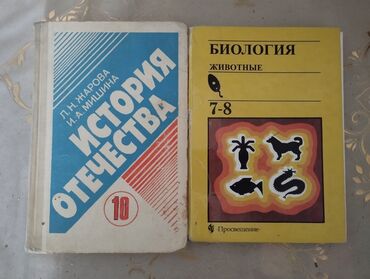 Л.Н. ЖАРОВА
И.А. МИШИНА
ИСТОРИЯ
ОТЕЧЕСТВА
10
БИОЛОГИЯ
ЖИВОТНЫЕ
7-8
·Просвещение·